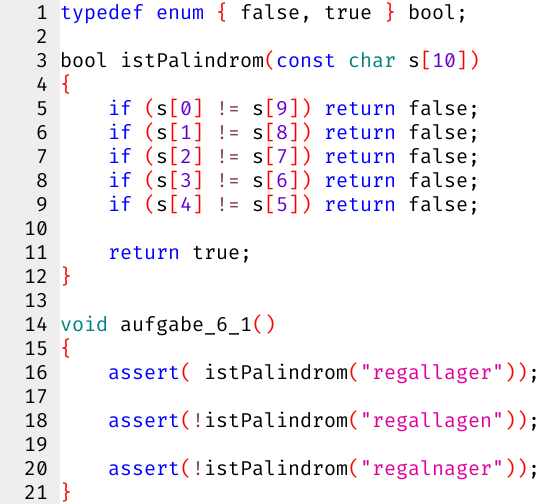 1 typedef enum { false, true } bool;
2
3 bool istPalindrom(const char s[10])
4 {
5     if (s[0] != s[9]) return false;
6     if (s[1] != s[8]) return false;
7     if (s[2] != s[7]) return false;
8     if (s[3] != s[6]) return false;
9     if (s[4] != s[5]) return false;
10
11     return true;
12 }
13
14 void aufgabe_6_1()
15 {
16     assert( istPalindrom("regallager"));
17
18     assert(!istPalindrom("regallagen"));
19
20     assert(!istPalindrom("regalnager"));
21 }